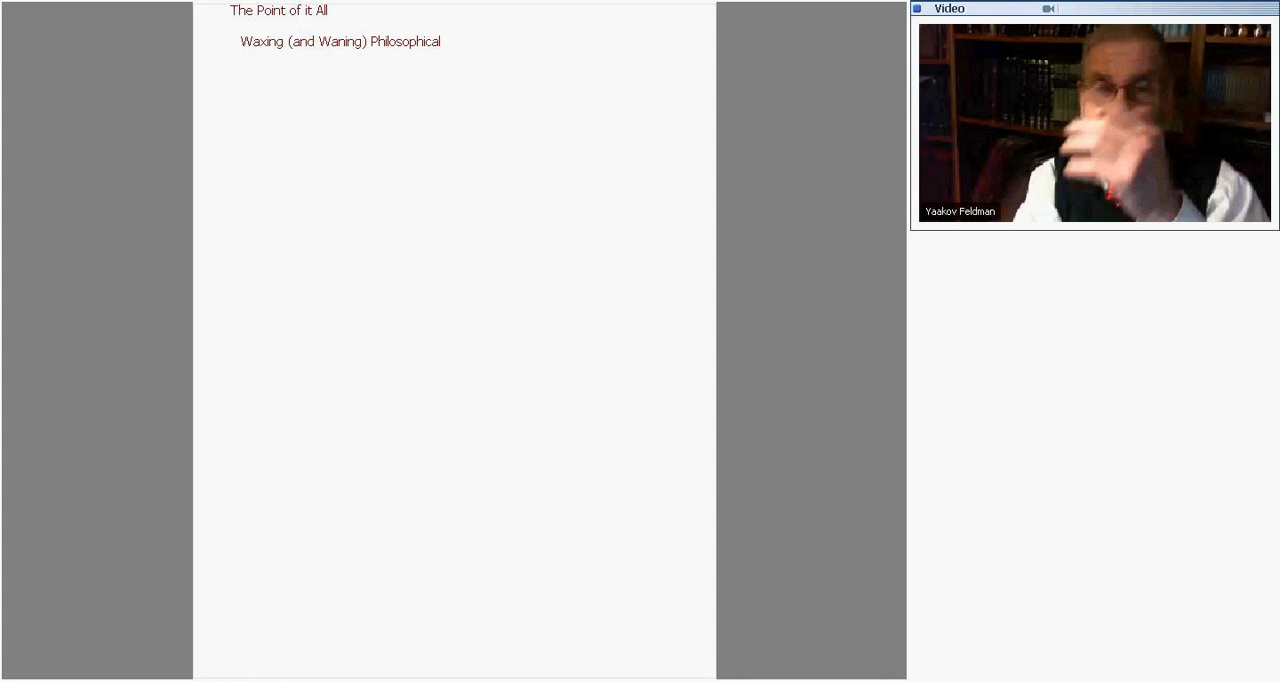 The Point of it All
Waxing (and Waning) Philosophical
Video
Yaakov Feldman